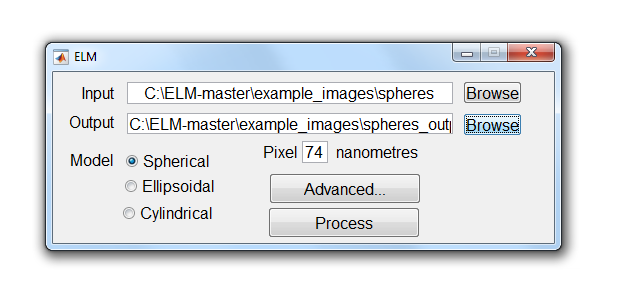 ELM
Input C:\ELM-master\example_images\spheres Browse
Output C:\ELM-master\example_images\spheres_outp Browse
Pixel 74 nanometres
Model Spherical
Ellipsoidal
Advanced...
Cylindrical
Process